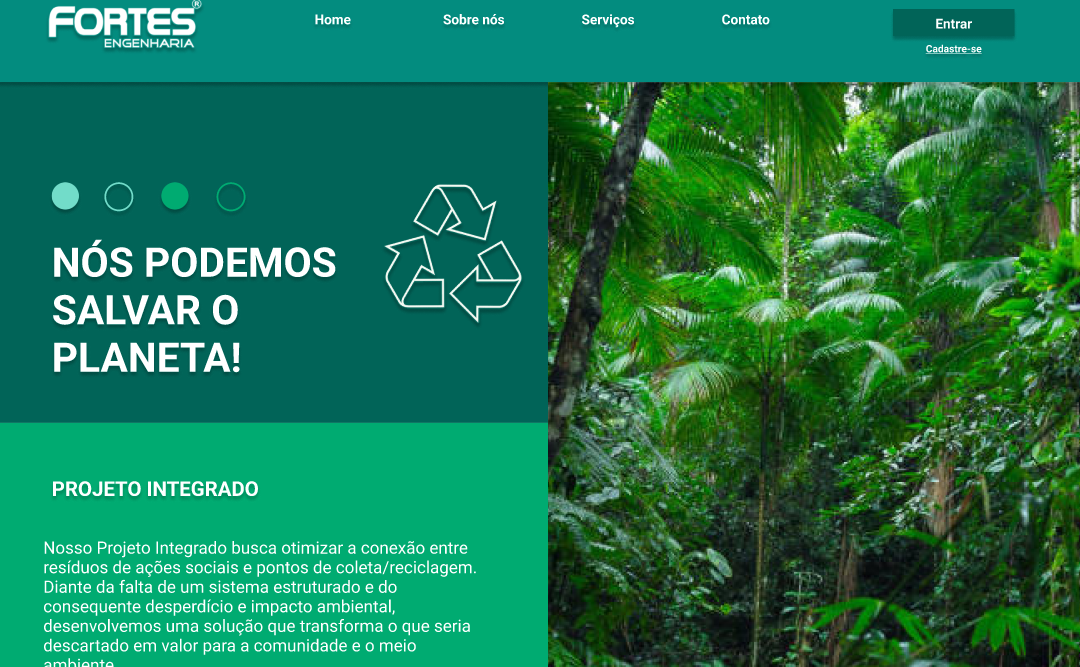 FORTES®
ENGENHARIA
Home
Sobre nós
Serviços
Contato
Entrar
Cadastre-se
NÓS PODEMOS
SALVAR O
PLANETA!
PROJETO INTEGRADO
Nosso Projeto Integrado busca otimizar a conexão entre
resíduos de ações sociais e pontos de coleta/reciclagem.
Diante da falta de um sistema estruturado e do
consequente desperdício e impacto ambiental,
desenvolvemos uma solução que transforma o que seria
descartado em valor para a comunidade e o meio
ambiente.